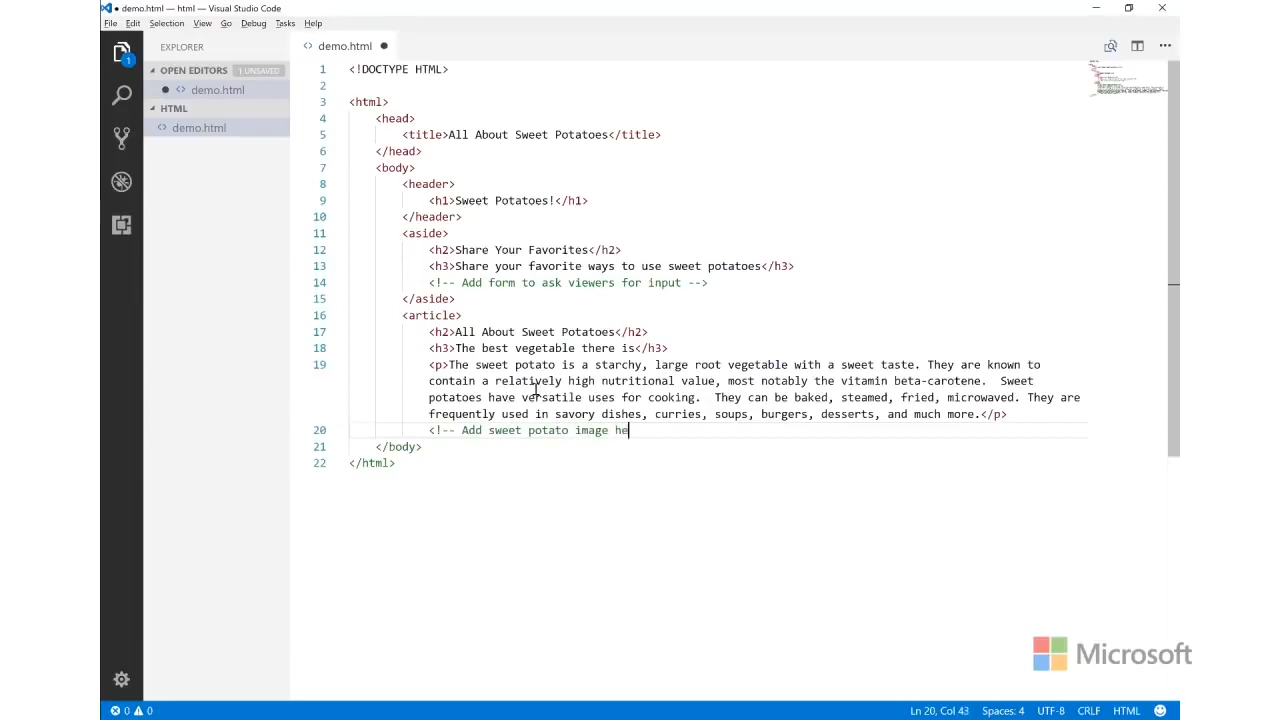 demo.html — html — Visual Studio Code
File Edit Selection View Go Debug Tasks Help
EXPLORER
demo.html
OPEN EDITORS 1 UNSAVED
demo.html
HTML
demo.html
1
1 <!DOCTYPE HTML>
2
3 <html>
4 <head>
5 <title>All About Sweet Potatoes</title>
6 </head>
7 <body>
8 <header>
9 <h1>Sweet Potatoes!</h1>
10 </header>
11 <aside>
12 <h2>Share Your Favorites</h2>
13 <h3>Share your favorite ways to use sweet potatoes</h3>
14 <!-- Add form to ask viewers for input -->
15 </aside>
16 <article>
17 <h2>All About Sweet Potatoes</h2>
18 <h3>The best vegetable there is</h3>
19 <p>The sweet potato is a starchy, large root vegetable with a sweet taste. They are known to
contain a relatively high nutritional value, most notably the vitamin beta-carotene.  Sweet
potatoes have versatile uses for cooking.  They can be baked, steamed, fried, microwaved. They are
frequently used in savory dishes, curries, soups, burgers, desserts, and much more.</p>
20 <!-- Add sweet potato image he
21 </body>
22 </html>
Microsoft
0 0 Ln 20, Col 43 Spaces: 4 UTF-8 CRLF HTML